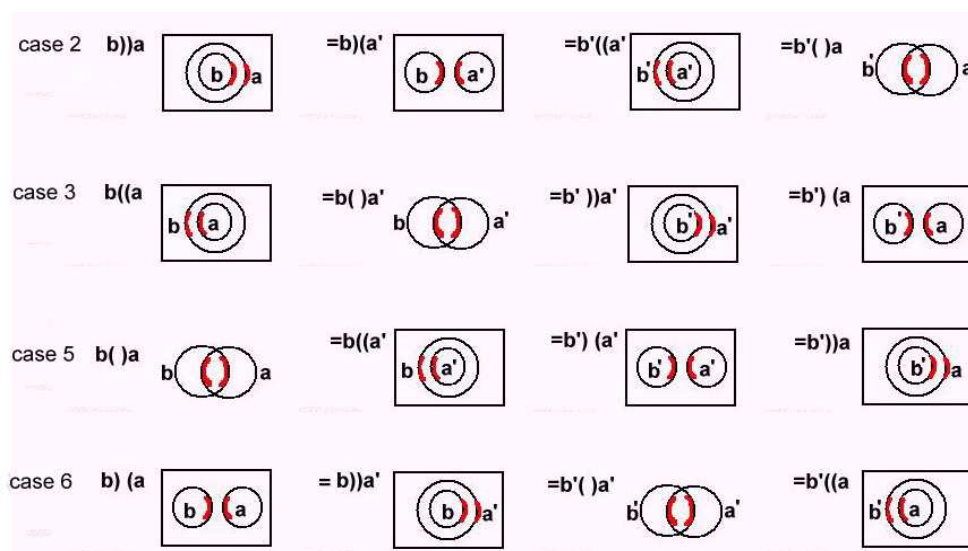 case 2 b))a =b)(a' =b'((a' =b'( )a
b a b a' b' a' b' a
case 3 b((a =b( )a' =b' ))a' =b') (a
b a b a' b' a' b' a
case 5 b( )a =b((a' =b') (a' =b'))a
b a b a' b' a' b' a
case 6 b) (a = b))a' =b'( )a' =b'((a
b a b a' b' a' b' a